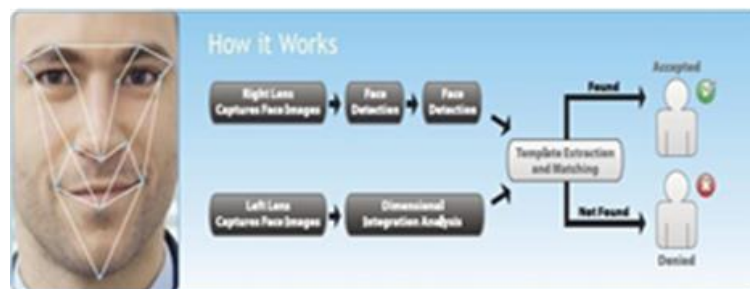 How it Works
Right Lens
Captures Face Images
Face
Detection
Face
Detection
Left Lens
Captures Face Images
Dimensional
Integration Analysis
Template Extraction
and Matching
Found
Accepted
Not Found
Denied